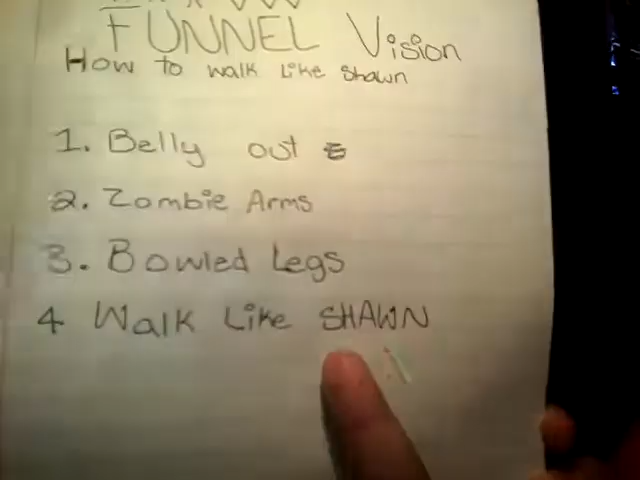 FUNNEL Vision
How to walk Like Shawn
1. Belly out
2. Zombie Arms
3. Bowled Legs
4 Walk Like SHAWN